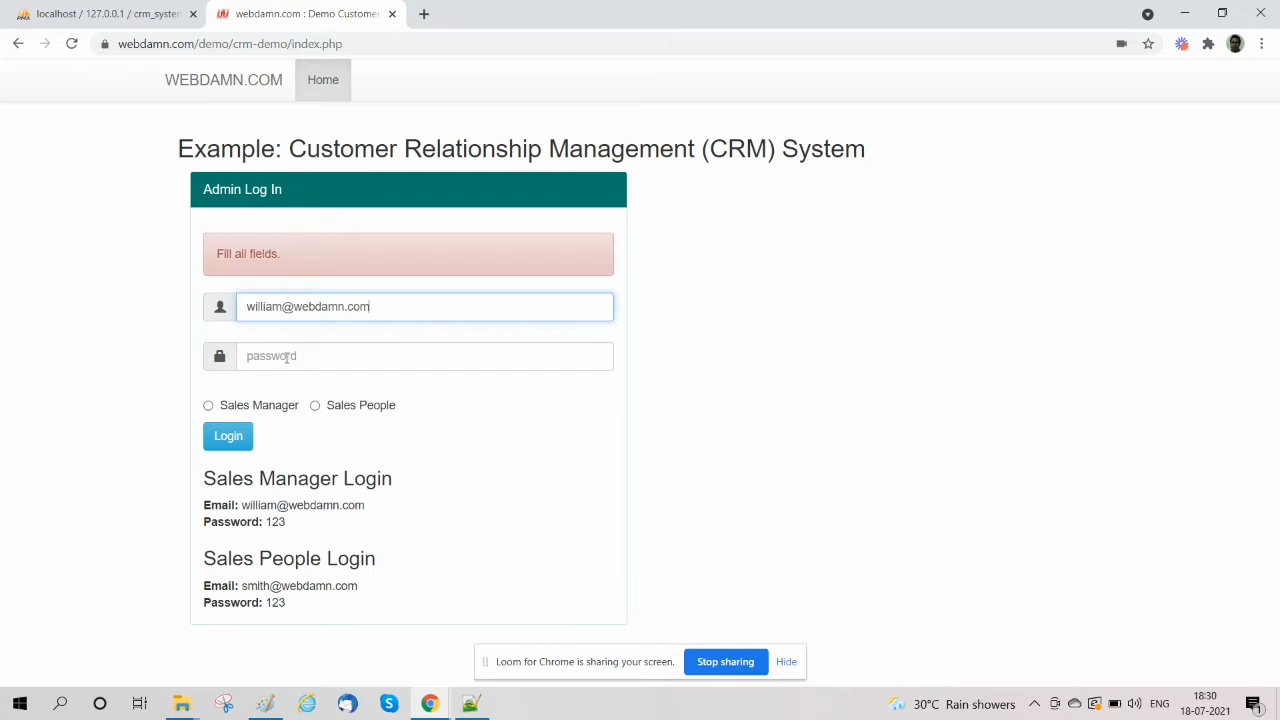 localhost / 127.0.0.1 / crm_system
webdamn.com : Demo Customer
webdamn.com/demo/crm-demo/index.php
WEBDAMN.COM
Home
Example: Customer Relationship Management (CRM) System
Admin Log In
Fill all fields.
william@webdamn.com
password
Sales Manager
Sales People
Login
Sales Manager Login
Email: william@webdamn.com
Password: 123
Sales People Login
Email: smith@webdamn.com
Password: 123
Loom for Chrome is sharing your screen.
Stop sharing
Hide
30°C Rain showers
ENG
18:30
18-07-2021
1